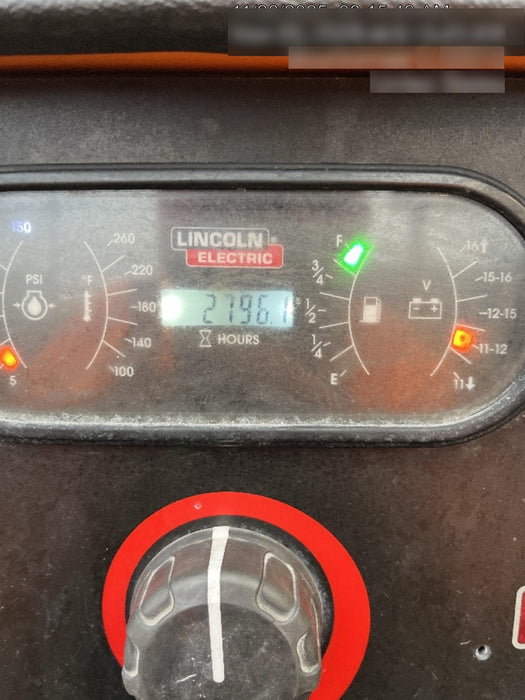 150
PSI
5
260
°F
220
180
140
100
LINCOLN®
ELECTRIC
2796.1
HOURS
F
3/4
1/2
1/4
E
V
16↑
15-16
12-15
11-12
11↓